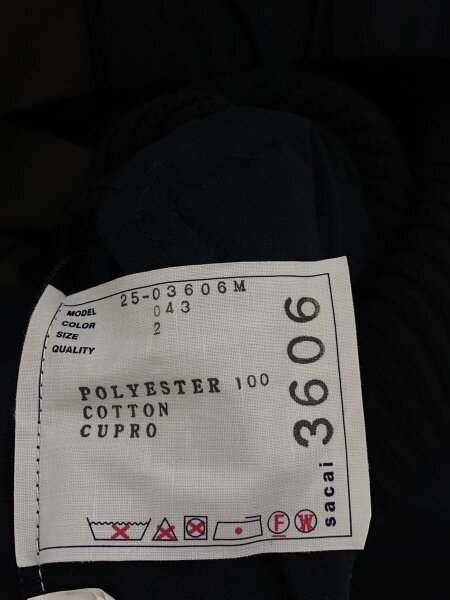 MODEL 25-03606M
COLOR 043
SIZE 2
QUALITY
POLYESTER 100
COTTON
CUPRO
3606
sacai
F
W